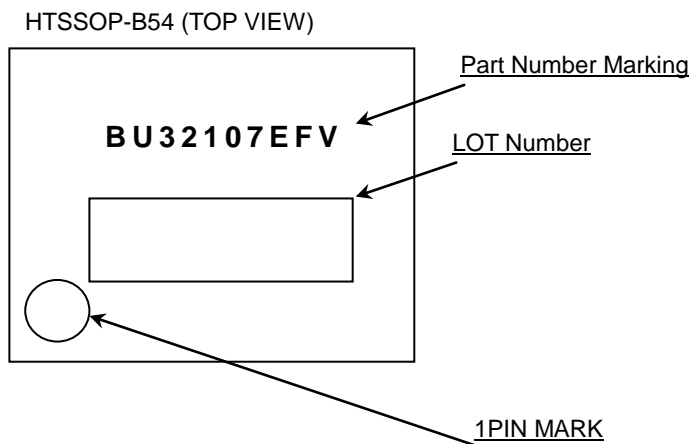 HTSSOP-B54 (TOP VIEW)
Part Number Marking
BU32107EFV
LOT Number
1PIN MARK